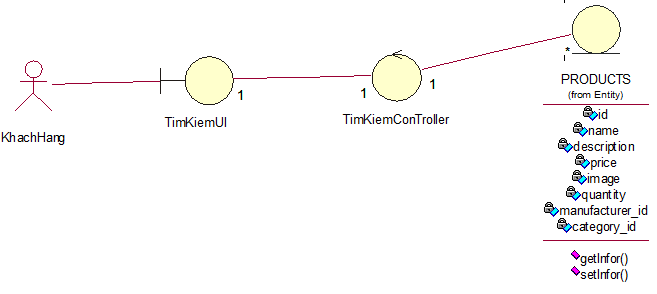 *
1
1
1
PRODUCTS
(from Entity)
TimKiemUI
TimKiemConTroller
KhachHang
id
name
description
price
image
quantity
manufacturer_id
category_id
getInfor()
setInfor()